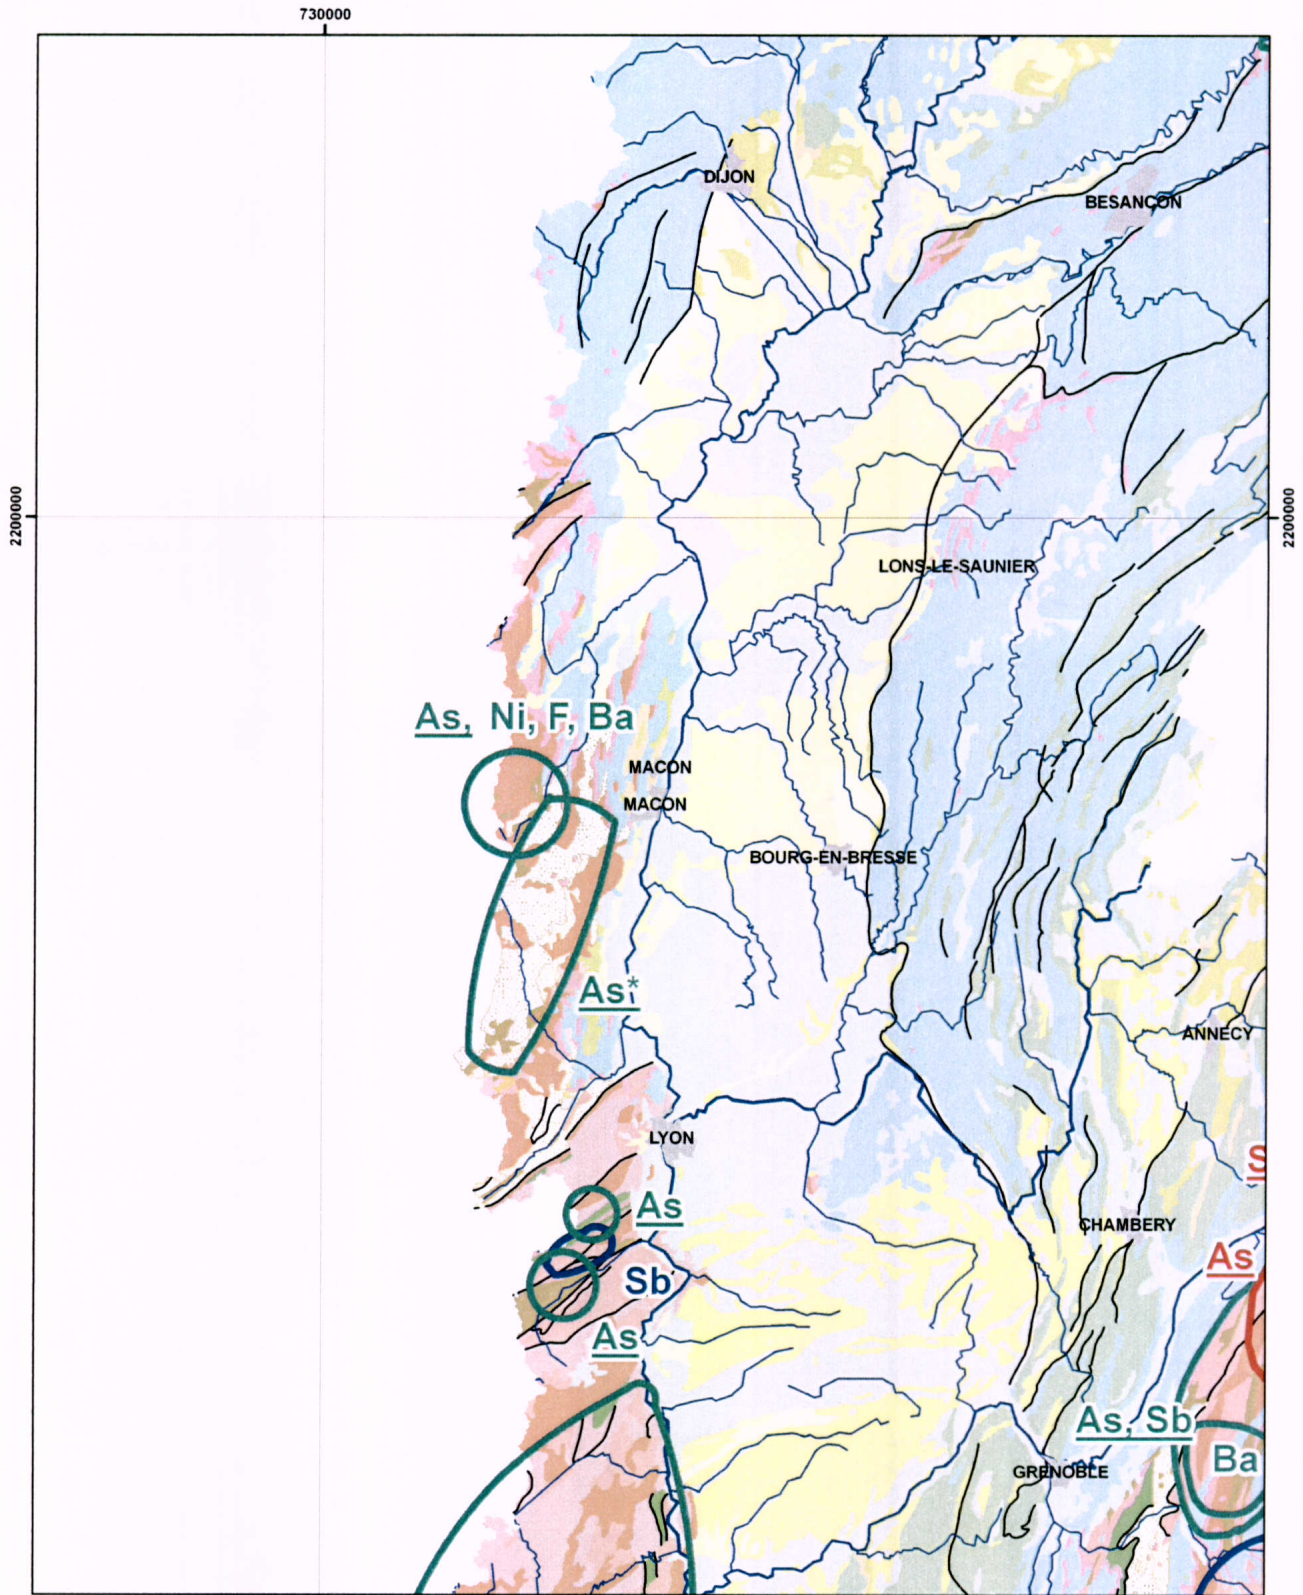 730000
DIJON
BESANÇON
2200000
2200000
LONS-LE-SAUNIER
As, Ni, F, Ba
MACON
MACON
BOURG-EN-BRESSE
As*
ANNECY
LYON
S
As
CHAMBERY
As
Sb
As
As, Sb
Ba
GRENOBLE